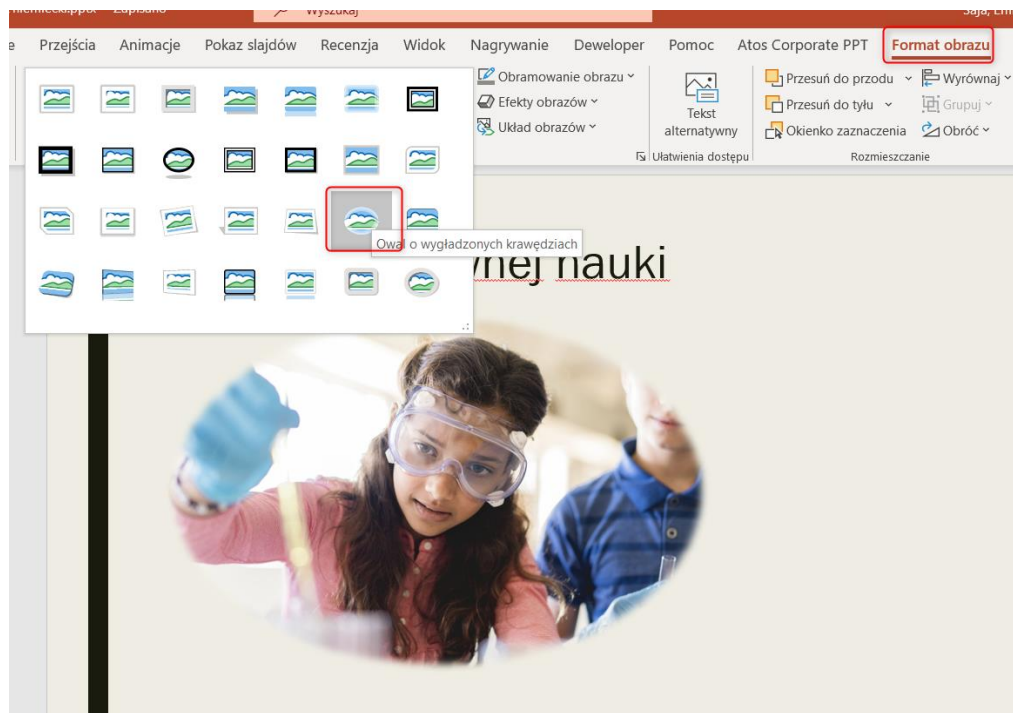 Zapisano
Wyszukaj
Saja,
Przejścia Animacje Pokaz slajdów Recenzja Widok Nagrywanie Deweloper Pomoc Atos Corporate PPT Format obrazu
Obramowanie obrazu
Efekty obrazów
Układ obrazów
Tekst
alternatywny
Ułatwienia dostępu
Przesuń do przodu
Przesuń do tyłu
Okienko zaznaczenia
Wyrównaj
Grupuj
Obróć
Rozmieszczanie
Owal o wygładzonych krawędziach
nauki